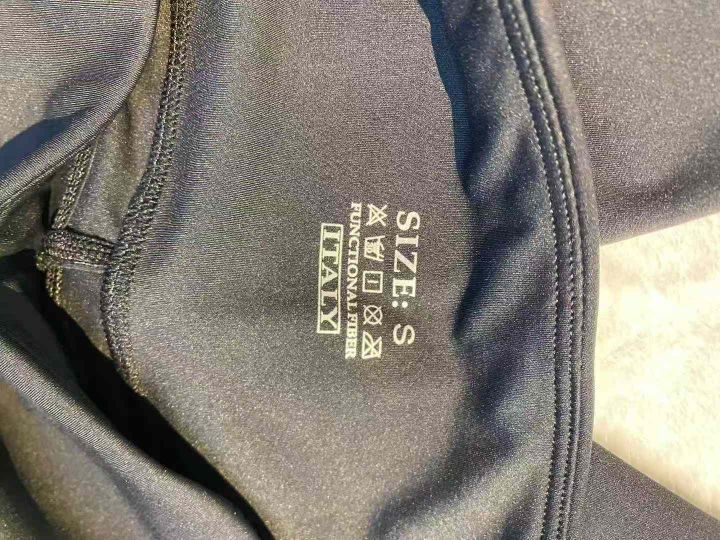 SIZE: S
FUNCTIONAL FIBER
ITALY